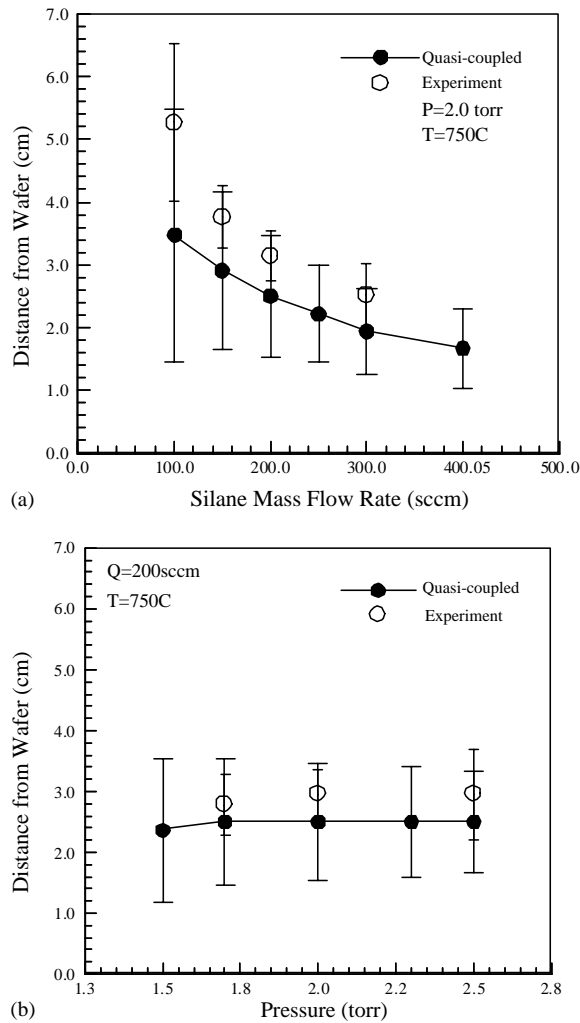 7.0
6.0
5.0
4.0
3.0
2.0
1.0
0.0
Distance from Wafer (cm)
Quasi-coupled
Experiment
P=2.0 torr
T=750C
0.0 100.0 200.0 300.0 400.05 500.0
(a) Silane Mass Flow Rate (sccm)
7.0
6.0
5.0
4.0
3.0
2.0
1.0
0.0
Distance from Wafer (cm)
Q=200sccm
T=750C
Quasi-coupled
Experiment
1.3 1.5 1.8 2.0 2.3 2.5 2.8
(b) Pressure (torr)